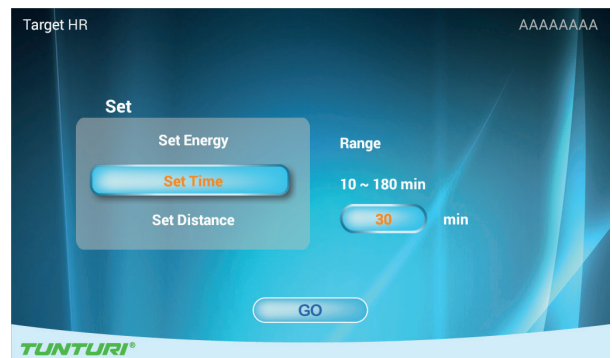 Target HR
AAAAAAAA
Set
Set Energy
Set Time
Set Distance
Range
10 ~ 180 min
30 min
GO
TUNTURI®